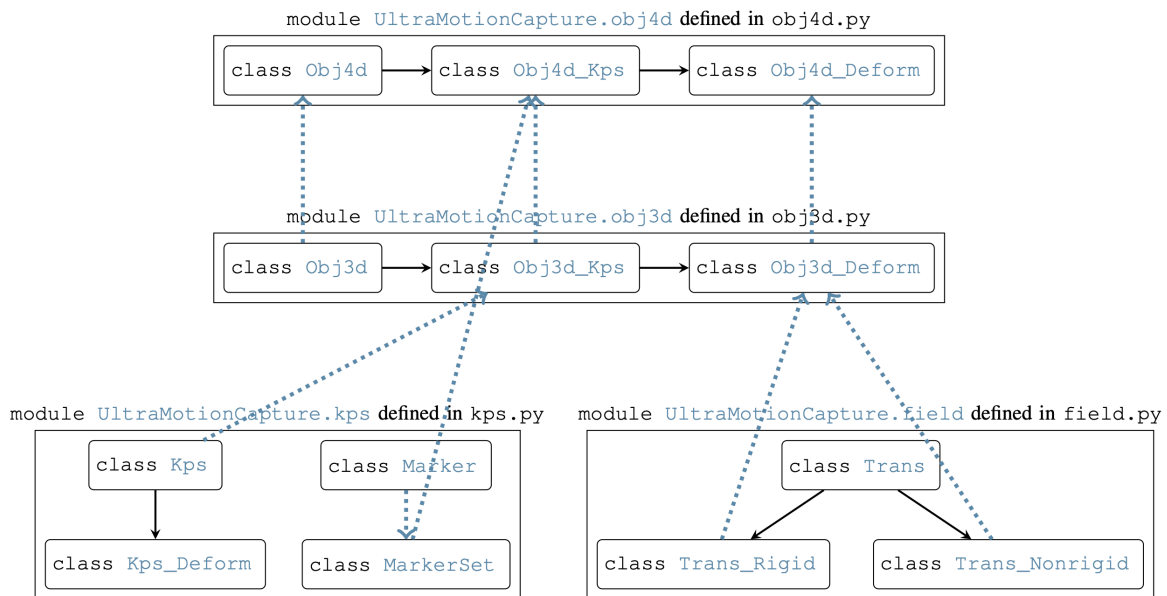 module UltraMotionCapture.obj4d defined in obj4d.py
class Obj4d
class Obj4d_Kps
class Obj4d_Deform
module UltraMotionCapture.obj3d defined in obj3d.py
class Obj3d
class Obj3d_Kps
class Obj3d_Deform
module UltraMotionCapture.kps defined in kps.py
class Kps
class Marker
class Kps_Deform
class MarkerSet
module UltraMotionCapture.field defined in field.py
class Trans
class Trans_Rigid
class Trans_Nonrigid